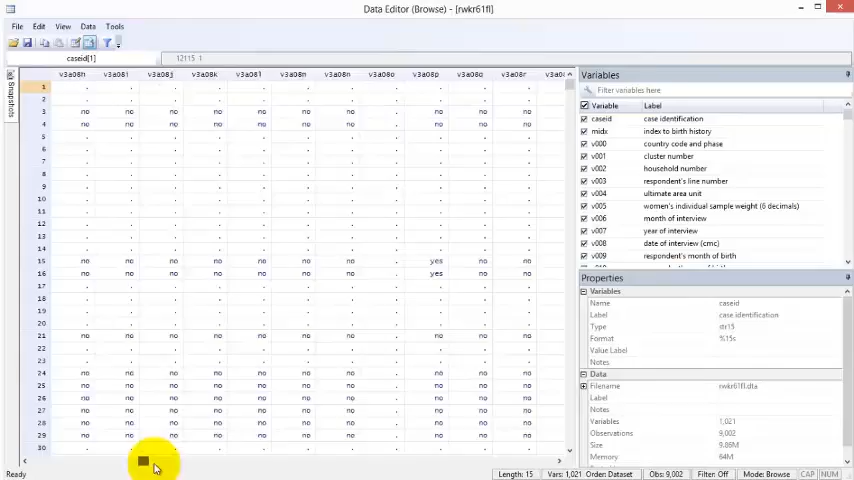 Data Editor (Browse) - [rwkr61fl]
File Edit View Data Tools
caseid[1] 12115 1
Snapshots
v3a08h v3a08i v3a08j v3a08k v3a08l v3a08m v3a08n v3a08o v3a08p v3a08q v3a08r v3a08
1 . . . . . . . . . . .
2 . . . . . . . . . . .
3 no no no no no no no . no no no
4 no no no no no no no . no no no
5 . . . . . . . . . . .
6 . . . . . . . . . . .
7 . . . . . . . . . . .
8 . . . . . . . . . . .
9 . . . . . . . . . . .
10 . . . . . . . . . . .
11 . . . . . . . . . . .
12 . . . . . . . . . . .
13 . . . . . . . . . . .
14 . . . . . . . . . . .
15 no no no no no no no . yes no no
16 no no no no no no no . yes no no
17 . . . . . . . . . . .
18 . . . . . . . . . . .
19 . . . . . . . . . . .
20 . . . . . . . . . . .
21 no no no no no no no . no no no
22 . . . . . . . . . . .
23 . . . . . . . . . . .
24 no no no no no no no . no no no
25 no no no no no no no . no no no
26 no no no no no no no . no no no
27 no no no no no no no . no no no
28 no no no no no no no . no no no
29 no no no no no no no . no no no
30 . . . . . . . . . . .
Variables
Filter variables here
Variable Label
caseid case identification
midx index to birth history
v000 country code and phase
v001 cluster number
v002 household number
v003 respondent's line number
v004 ultimate area unit
v005 women's individual sample weight (6 decimals)
v006 month of interview
v007 year of interview
v008 date of interview (cmc)
v009 respondent's month of birth
Properties
Variables
Name caseid
Label case identification
Type str15
Format %15s
Value Label
Notes
Data
Filename rwkr61fl.dta
Label
Notes
Variables 1,021
Observations 9,002
Size 9.86M
Memory 64M
Ready Length: 15 Vars: 1,021 Order: Dataset Obs: 9,002 Filter: Off Mode: Browse CAP NUM